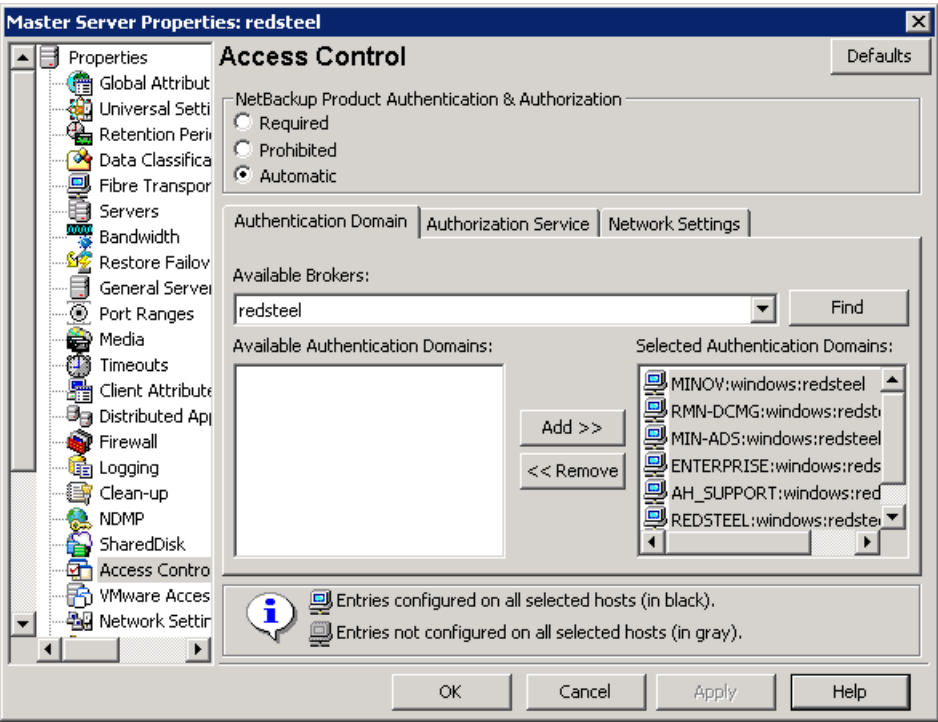 Master Server Properties: redsteel
Properties
Global Attribut
Universal Setti
Retention Peri
Data Classifica
Fibre Transpor
Servers
Bandwidth
Restore Failov
General Server
Port Ranges
Media
Timeouts
Client Attribute
Distributed App
Firewall
Logging
Clean-up
NDMP
SharedDisk
Access Contro
VMware Acces
Network Settin
Access Control
Defaults
NetBackup Product Authentication & Authorization
Required
Prohibited
Automatic
Authentication Domain
Authorization Service
Network Settings
Available Brokers:
redsteel
Find
Available Authentication Domains:
Add >>
<< Remove
Selected Authentication Domains:
MINOV:windows:redsteel
RMN-DCMG:windows:redst
MIN-ADS:windows:redsteel
ENTERPRISE:windows:reds
AH_SUPPORT:windows:red
REDSTEEL:windows:redste
Entries configured on all selected hosts (in black).
Entries not configured on all selected hosts (in gray).
OK
Cancel
Apply
Help